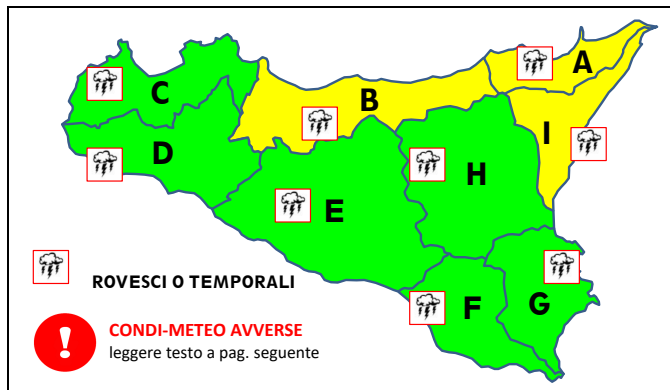 A
B
C
I
D
H
E
F
G
ROVESCI O TEMPORALI
!
CONDI-METEO AVVERSE
leggere testo a pag. seguente